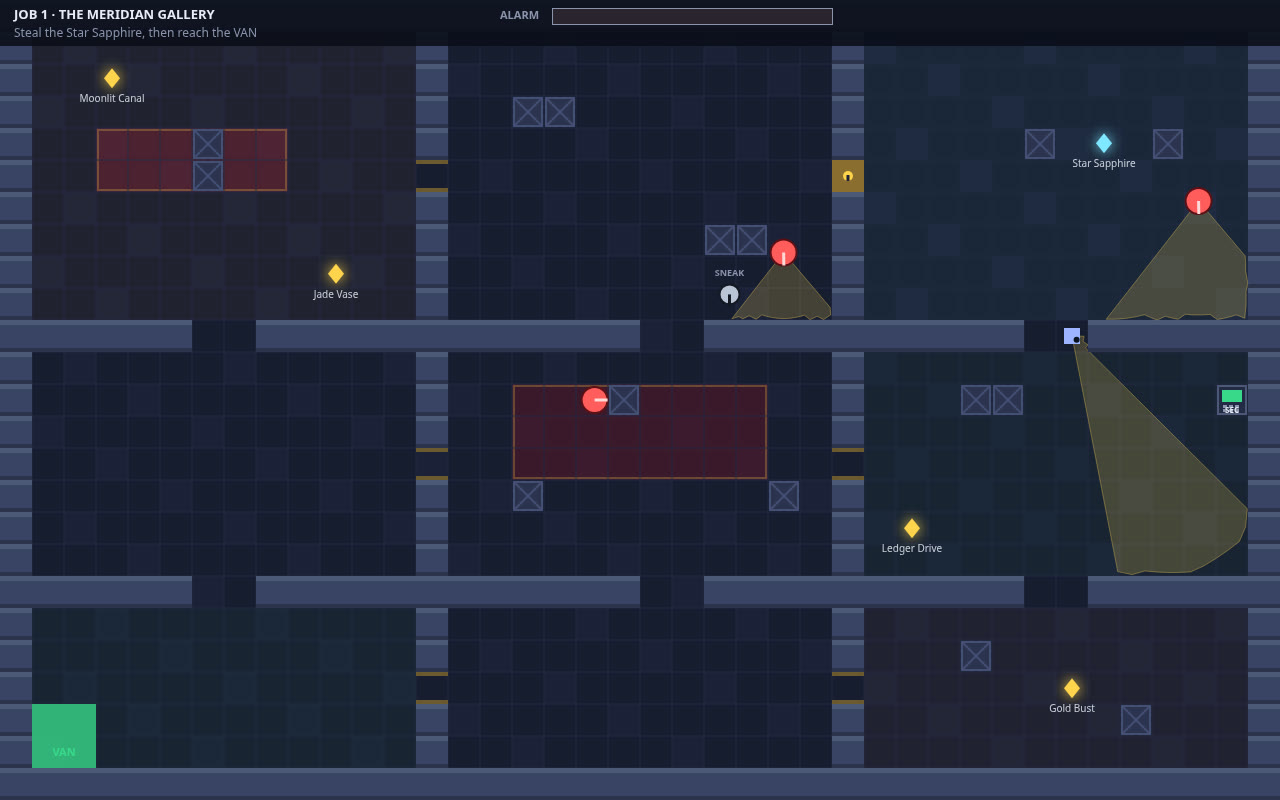 JOB 1 · THE MERIDIAN GALLERY
ALARM
Steal the Star Sapphire, then reach the VAN
Moonlit Canal
Star Sapphire
SNEAK
Jade Vase
SEC
Ledger Drive
Gold Bust
VAN